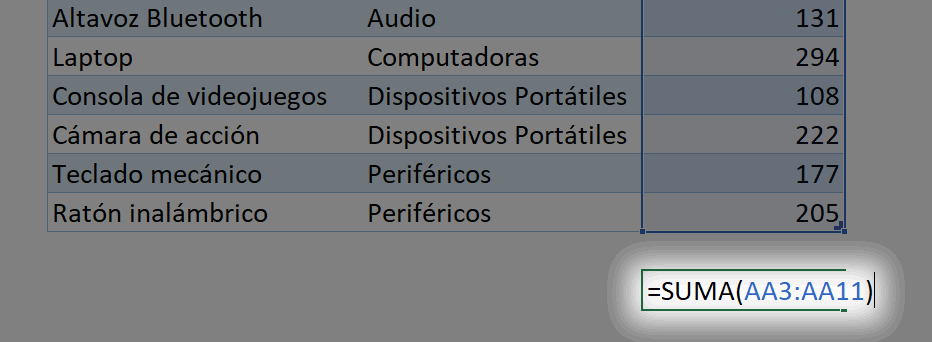 Altavoz Bluetooth Audio 131
Laptop Computadoras 294
Consola de videojuegos Dispositivos Portátiles 108
Cámara de acción Dispositivos Portátiles 222
Teclado mecánico Periféricos 177
Ratón inalámbrico Periféricos 205
=SUMA(AA3:AA11)